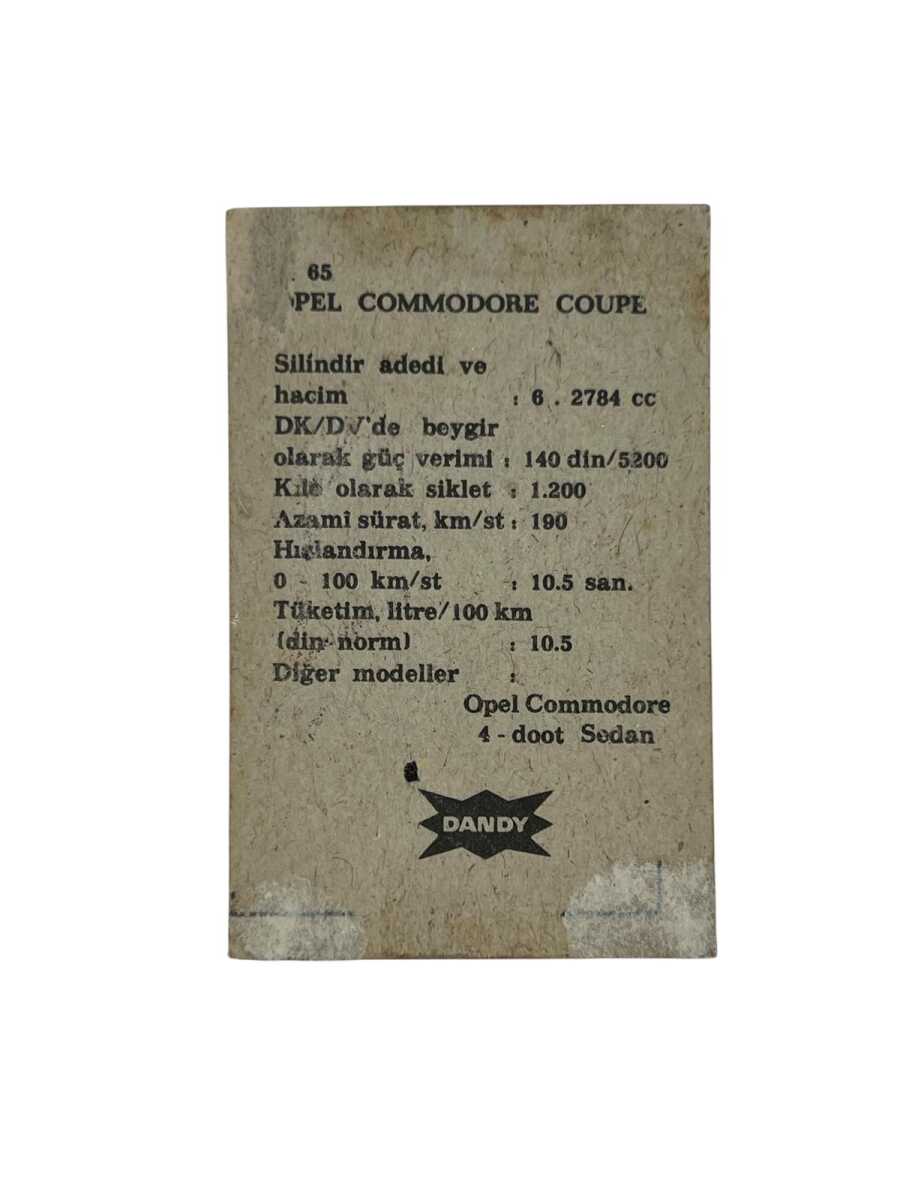 65
OPEL COMMODORE COUPE
Silindir adedi ve
hacim : 6 . 2784 cc
DK/DV'de beygir
olarak güç verimi : 140 din/5200
Kilo olarak siklet : 1.200
Azami sürat, km/st : 190
Hızlandırma,
0 - 100 km/st : 10.5 san.
Tüketim, litre/100 km
(din-norm) : 10.5
Diğer modeller :
Opel Commodore
4 - doot Sedan
DANDY